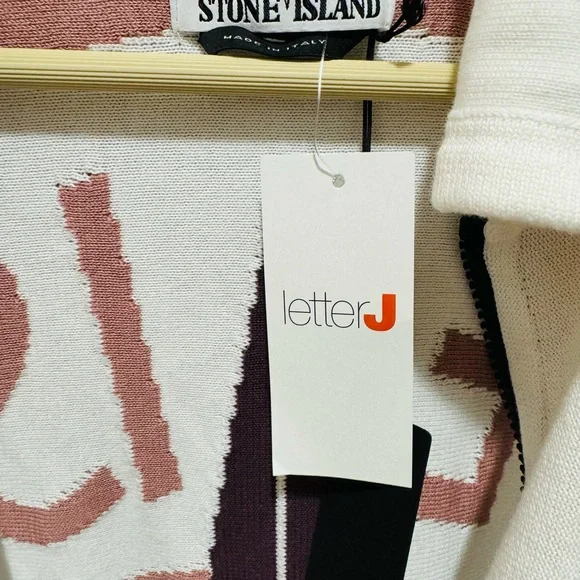 STONE ISLAND
MADE IN ITALY
letterJ